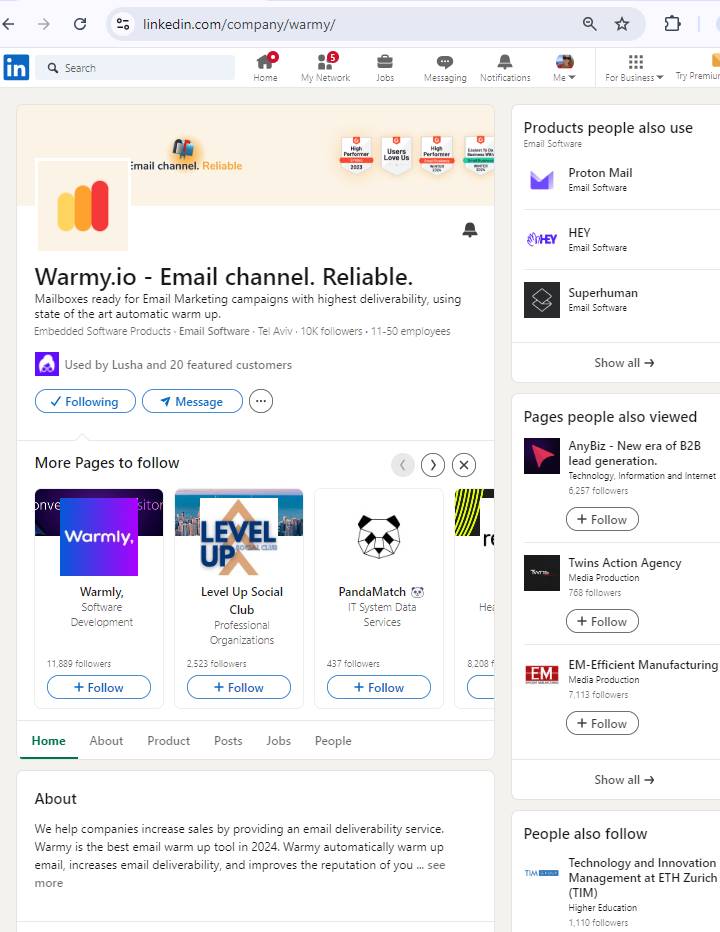 linkedin.com/company/warmy/
in
Search
Home
5
My Network
Jobs
Messaging
Notifications
Me
For Business
Try Premium
Email channel. Reliable
High Performer
SPRING
2023
Users Love Us
High Performer
WINTER
2024
Easiest To Do Business With
WINTER
2024
Warmy.io - Email channel. Reliable.
Mailboxes ready for Email Marketing campaigns with highest deliverability, using
state of the art automatic warm up.
Embedded Software Products · Email Software · Tel Aviv · 10K followers · 11-50 employees
Used by Lusha and 20 featured customers
Following
Message
More Pages to follow
Warmly,
Warmly,
Software
Development
11,889 followers
+ Follow
LEVEL
UP SOCIAL CLUB
Level Up Social
Club
Professional
Organizations
2,523 followers
+ Follow
PandaMatch 🐼
IT System Data
Services
437 followers
+ Follow
re
Hea
8,208 f
Home
About
Product
Posts
Jobs
People
About
We help companies increase sales by providing an email deliverability service.
Warmy is the best email warm up tool in 2024. Warmy automatically warm up
email, increases email deliverability, and improves the reputation of you ... see
more
Products people also use
Email Software
Proton Mail
Email Software
HEY
HEY
Email Software
Superhuman
Email Software
Show all →
Pages people also viewed
AnyBiz - New era of B2B
lead generation.
Technology, Information and Internet
6,257 followers
+ Follow
Twins Action Agency
Media Production
768 followers
+ Follow
EM
EM-Efficient Manufacturing
Media Production
7,113 followers
+ Follow
Show all →
People also follow
TIM GROUP
Technology and Innovation
Management at ETH Zurich
(TIM)
Higher Education
1,110 followers